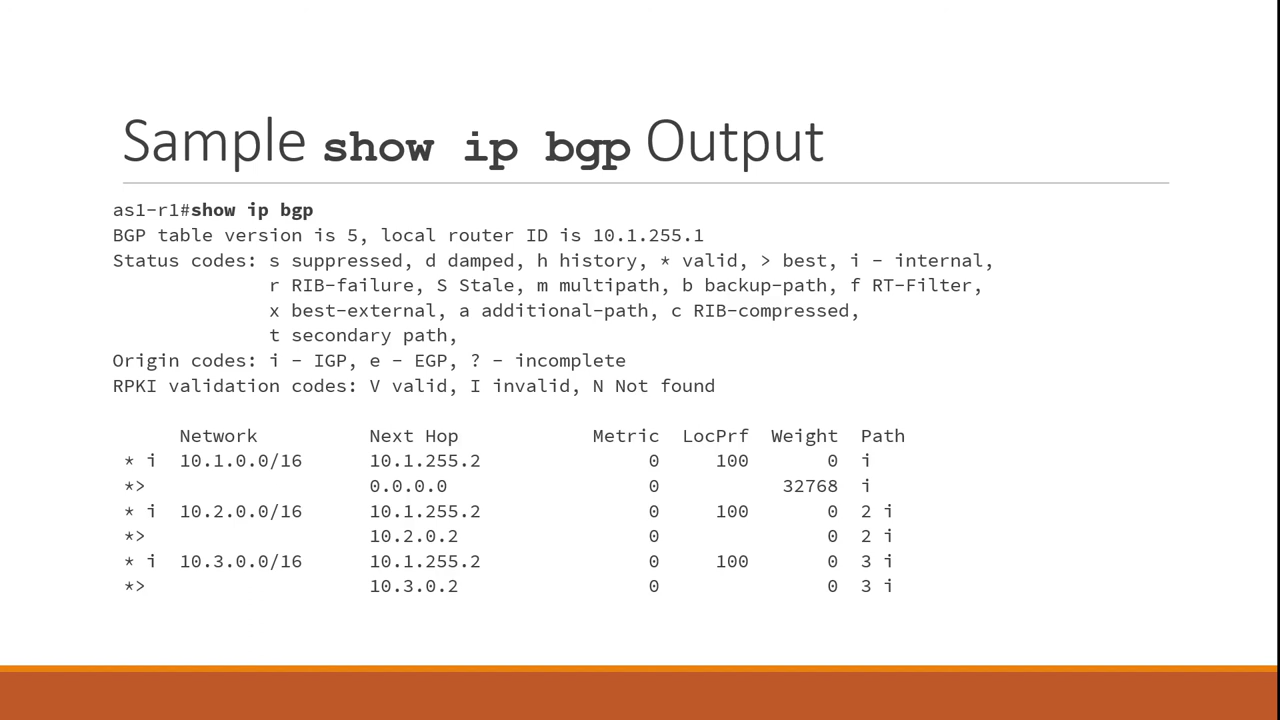 Sample show ip bgp Output
as1-r1#show ip bgp
BGP table version is 5, local router ID is 10.1.255.1
Status codes: s suppressed, d damped, h history, * valid, > best, i - internal,
              r RIB-failure, S Stale, m multipath, b backup-path, f RT-Filter,
              x best-external, a additional-path, c RIB-compressed,
              t secondary path,
Origin codes: i - IGP, e - EGP, ? - incomplete
RPKI validation codes: V valid, I invalid, N Not found
      Network          Next Hop            Metric  LocPrf  Weight  Path
 * i  10.1.0.0/16      10.1.255.2               0     100       0  i
 *>                    0.0.0.0                  0           32768  i
 * i  10.2.0.0/16      10.1.255.2               0     100       0  2 i
 *>                    10.2.0.2                 0               0  2 i
 * i  10.3.0.0/16      10.1.255.2               0     100       0  3 i
 *>                    10.3.0.2                 0               0  3 i